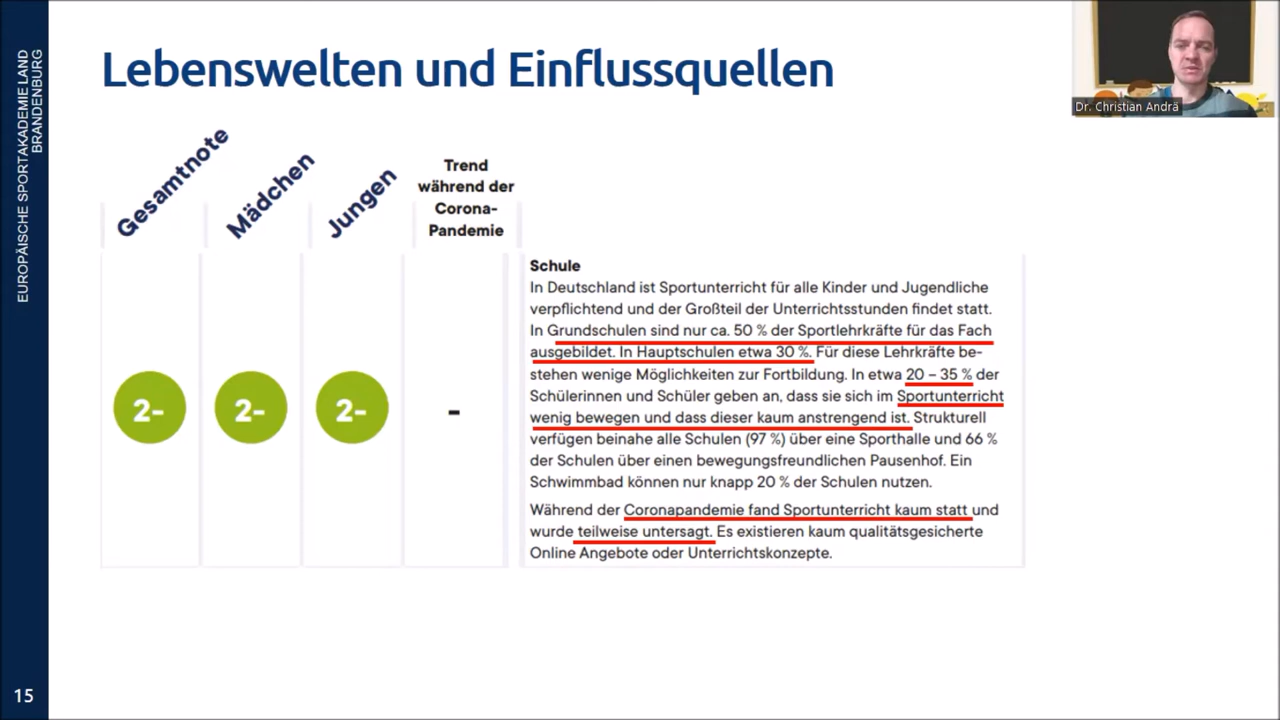 EUROPÄISCHE SPORTAKADEMIE LAND
BRANDENBURG
Lebenswelten und Einflussquellen
Dr. Christian Andrä
Gesamtnote
Mädchen
Jungen
Trend
während der
Corona-
Pandemie
2-
2-
2-
-
Schule
In Deutschland ist Sportunterricht für alle Kinder und Jugendliche
verpflichtend und der Großteil der Unterrichtsstunden findet statt.
In Grundschulen sind nur ca. 50 % der Sportlehrkräfte für das Fach
ausgebildet. In Hauptschulen etwa 30 %. Für diese Lehrkräfte be-
stehen wenige Möglichkeiten zur Fortbildung. In etwa 20 – 35 % der
Schülerinnen und Schüler geben an, dass sie sich im Sportunterricht
wenig bewegen und dass dieser kaum anstrengend ist. Strukturell
verfügen beinahe alle Schulen (97 %) über eine Sporthalle und 66 %
der Schulen über einen bewegungsfreundlichen Pausenhof. Ein
Schwimmbad können nur knapp 20 % der Schulen nutzen.
Während der Coronapandemie fand Sportunterricht kaum statt und
wurde teilweise untersagt. Es existieren kaum qualitätsgesicherte
Online Angebote oder Unterrichtskonzepte.
15